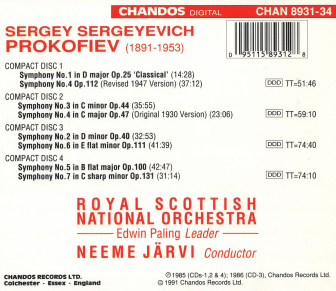 CHANDOS DIGITAL CHAN 8931-34
SERGEY SERGEYEVICH
PROKOFIEV (1891-1953)
0 95115 89312 8
COMPACT DISC 1
Symphony No.1 in D major Op.25 'Classical' (14:28)
Symphony No.4 Op.112 (Revised 1947 Version) (37:12) DDD TT=51:46
COMPACT DISC 2
Symphony No.3 in C minor Op.44 (35:55)
Symphony No.4 in C major Op.47 (Original 1930 Version) (23:06) DDD TT=59:10
COMPACT DISC 3
Symphony No.2 in D minor Op.40 (32:53)
Symphony No.6 in E flat minor Op.111 (41:39) DDD TT=74:40
COMPACT DISC 4
Symphony No.5 in B flat major Op.100 (42:47)
Symphony No.7 in C sharp minor Op.131 (31:14) DDD TT=74:10
ROYAL SCOTTISH
NATIONAL ORCHESTRA
Edwin Paling Leader
NEEME JÄRVI Conductor
CHANDOS RECORDS LTD.
Colchester · Essex · England
℗ 1985 (CDs-1,2 & 4); 1986 (CD-3), Chandos Records Ltd.
© 1991 Chandos Records Ltd.